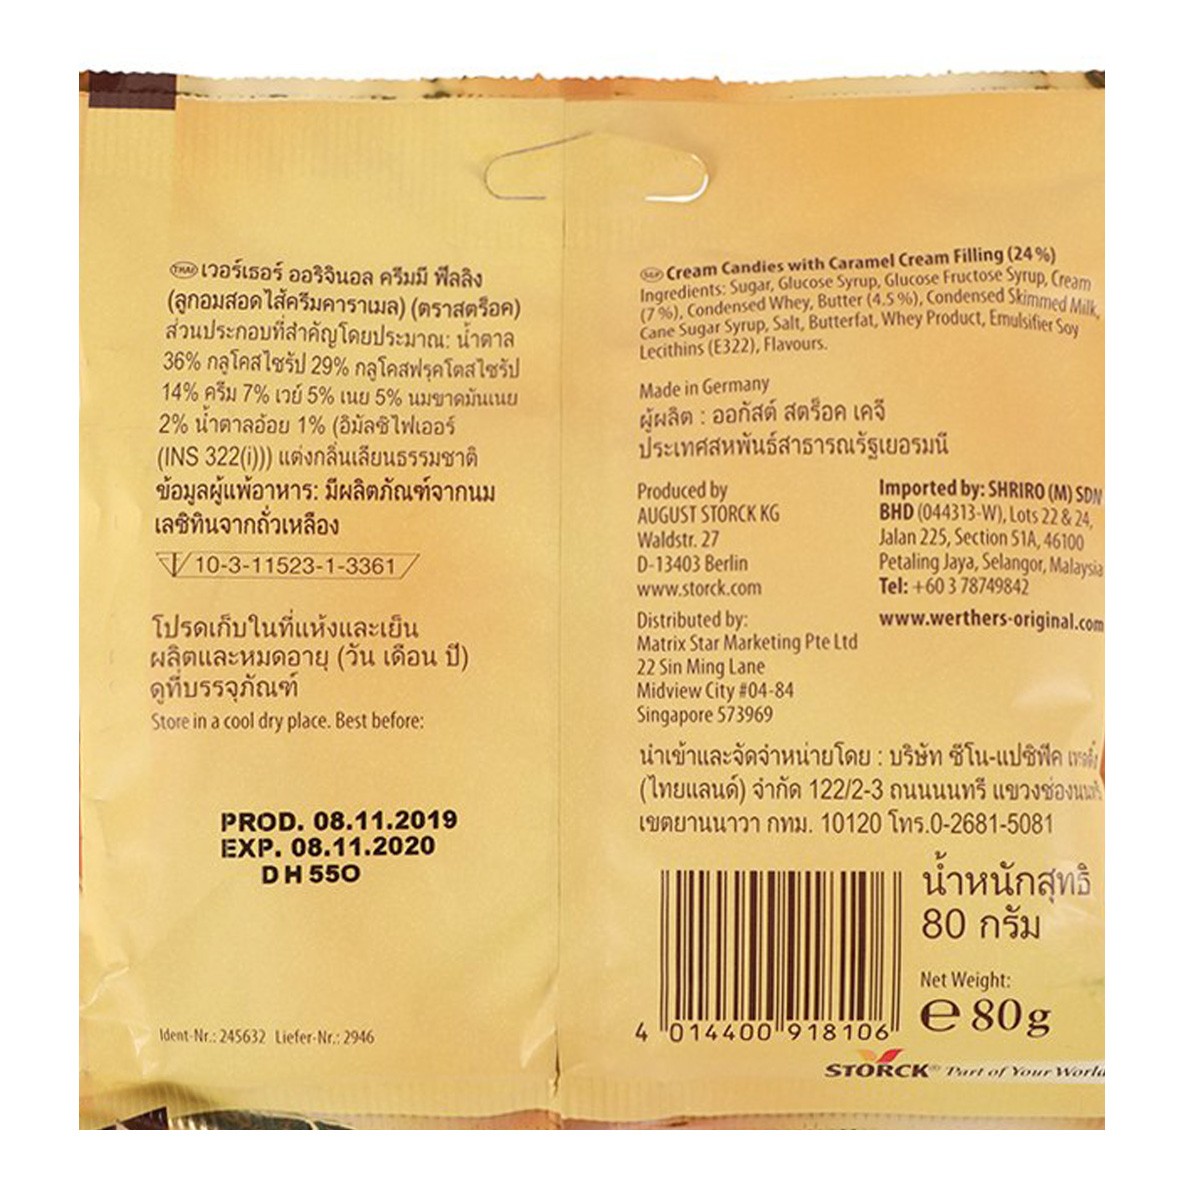 THAI เวอร์เธอร์ ออริจินอล ครีมมี ฟิลลิง
(ลูกอมสอดไส้ครีมคาราเมล) (ตราสตร็อค)
ส่วนประกอบที่สำคัญโดยประมาณ: น้ำตาล
36% กลูโคสไซรัป 29% กลูโคสฟรุคโตสไซรัป
14% ครีม 7% เวย์ 5% เนย 5% นมขาดมันเนย
2% น้ำตาลอ้อย 1% (อิมัลซิไฟเออร์
(INS 322(i))) แต่งกลิ่นเลียนธรรมชาติ
ข้อมูลผู้แพ้อาหาร: มีผลิตภัณฑ์จากนม
เลซิทินจากถั่วเหลือง
10-3-11523-1-3361
โปรดเก็บในที่แห้งและเย็น
ผลิตและหมดอายุ (วัน เดือน ปี)
ดูที่บรรจุภัณฑ์
Store in a cool dry place. Best before:
PROD. 08.11.2019
EXP. 08.11.2020
DH550
Ident-Nr.: 245632 Liefer-Nr.: 2946
SGP Cream Candies with Caramel Cream Filling (24%)
Ingredients: Sugar, Glucose Syrup, Glucose Fructose Syrup, Cream
(7%), Condensed Whey, Butter (4.5%), Condensed Skimmed Milk,
Cane Sugar Syrup, Salt, Butterfat, Whey Product, Emulsifier Soy
Lecithins (E322), Flavours.
Made in Germany
ผู้ผลิต : ออกัสต์ สตร็อค เคจี
ประเทศสหพันธ์สาธารณรัฐเยอรมนี
Produced by
AUGUST STORCK KG
Waldstr. 27
D-13403 Berlin
www.storck.com
Imported by: SHRIRO (M) SDN
BHD (044313-W), Lots 22 & 24,
Jalan 225, Section 51A, 46100
Petaling Jaya, Selangor, Malaysia
Tel: +60 3 78749842
www.werthers-original.com
Distributed by:
Matrix Star Marketing Pte Ltd
22 Sin Ming Lane
Midview City #04-84
Singapore 573969
นำเข้าและจัดจำหน่ายโดย : บริษัท ซีโน-แปซิฟิค เทรดดิ้ง
(ไทยแลนด์) จำกัด 122/2-3 ถนนนนทรี แขวงช่องนนทรี
เขตยานนาวา กทม. 10120 โทร.0-2681-5081
น้ำหนักสุทธิ
80 กรัม
Net Weight:
e 80g
4 014400 918106
STORCK® Part of Your World